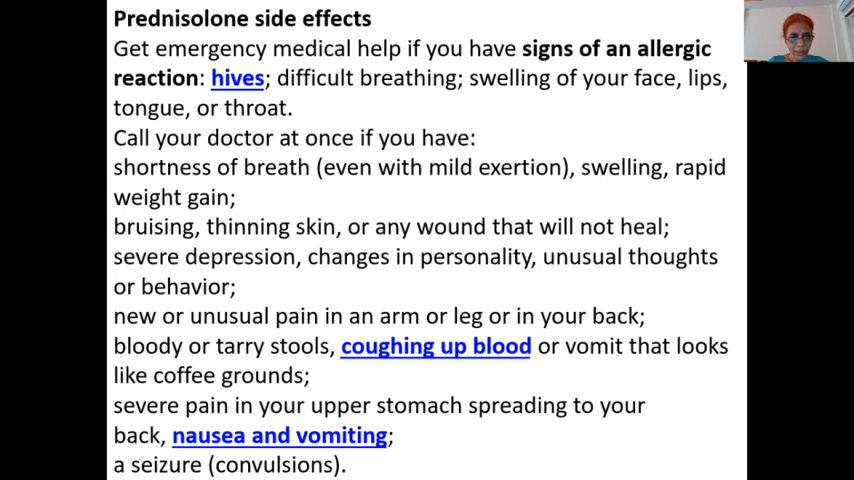 Prednisolone side effects
Get emergency medical help if you have signs of an allergic
reaction: hives; difficult breathing; swelling of your face, lips,
tongue, or throat.
Call your doctor at once if you have:
shortness of breath (even with mild exertion), swelling, rapid
weight gain;
bruising, thinning skin, or any wound that will not heal;
severe depression, changes in personality, unusual thoughts
or behavior;
new or unusual pain in an arm or leg or in your back;
bloody or tarry stools, coughing up blood or vomit that looks
like coffee grounds;
severe pain in your upper stomach spreading to your
back, nausea and vomiting;
a seizure (convulsions).